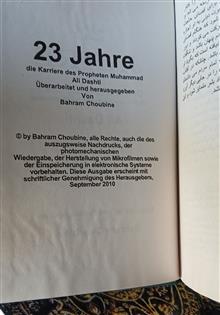 23 Jahre
die Karriere des Propheten Muhammad
Ali Dashti
Überarbeitet und herausgegeben
Von
Bahram Choubine
© by Bahram Choubine, alle Rechte, auch die des
auszugsweise Nachdrucks, der
photomechanischen
Wiedergabe, der Herstellung von Mikrofilmen sowie
der Einspeicherung in elektronische Systeme
vorbehalten. Diese Ausgabe erscheint mit
schriftlicher Genehmigung des Herausgebers,
September 2010